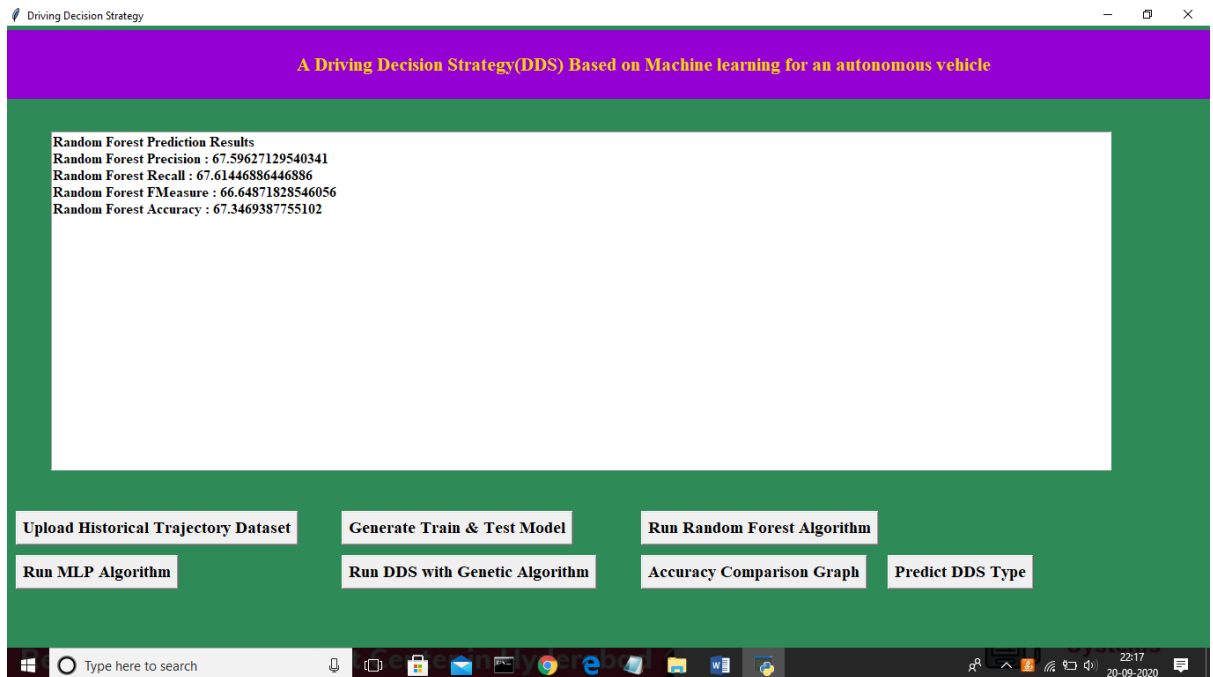 Driving Decision Strategy
A Driving Decision Strategy(DDS) Based on Machine learning for an autonomous vehicle
Random Forest Prediction Results
Random Forest Precision : 67.59627129540341
Random Forest Recall : 67.61446886446886
Random Forest FMeasure : 66.64871828546056
Random Forest Accuracy : 67.3469387755102
Upload Historical Trajectory Dataset
Generate Train & Test Model
Run Random Forest Algorithm
Run MLP Algorithm
Run DDS with Genetic Algorithm
Accuracy Comparison Graph
Predict DDS Type
Type here to search
22:17
20-09-2020